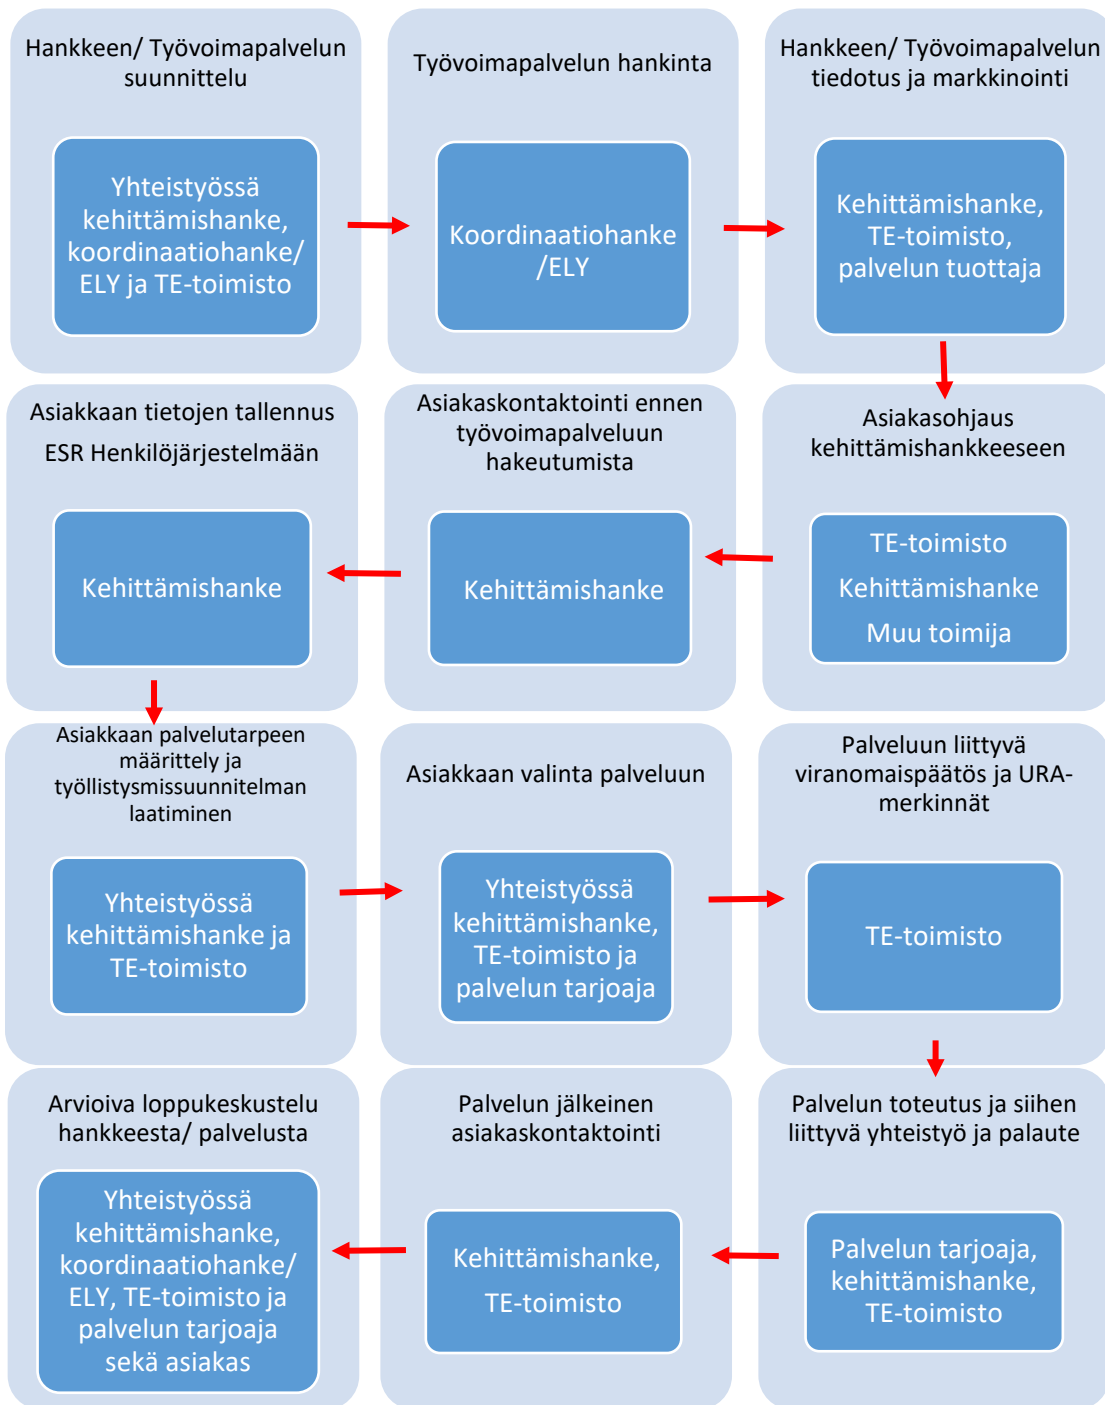 Hankkeen/ Työvoimapalvelun
suunnittelu
Yhteistyössä
kehittämishanke,
koordinaatiohanke/
ELY ja TE-toimisto
Työvoimapalvelun hankinta
Koordinaatiohanke
/ELY
Hankkeen/ Työvoimapalvelun
tiedotus ja markkinointi
Kehittämishanke,
TE-toimisto,
palvelun tuottaja
Asiakasohjaus
kehittämishankkeeseen
TE-toimisto
Kehittämishanke
Muu toimija
Asiakaskontaktointi ennen
työvoimapalveluun
hakeutumista
Kehittämishanke
Asiakkaan tietojen tallennus
ESR Henkilöjärjestelmään
Kehittämishanke
Asiakkaan palvelutarpeen
määrittely ja
työllistymissuunnitelman
laatiminen
Yhteistyössä
kehittämishanke ja
TE-toimisto
Asiakkaan valinta palveluun
Yhteistyössä
kehittämishanke,
TE-toimisto ja
palvelun tarjoaja
Palveluun liittyvä
viranomaispäätös ja URA-
merkinnät
TE-toimisto
Palvelun toteutus ja siihen
liittyvä yhteistyö ja palaute
Palvelun tarjoaja,
kehittämishanke,
TE-toimisto
Palvelun jälkeinen
asiakaskontaktointi
Kehittämishanke,
TE-toimisto
Arvioiva loppukeskustelu
hankkeesta/ palvelusta
Yhteistyössä
kehittämishanke,
koordinaatiohanke/
ELY, TE-toimisto ja
palvelun tarjoaja
sekä asiakas